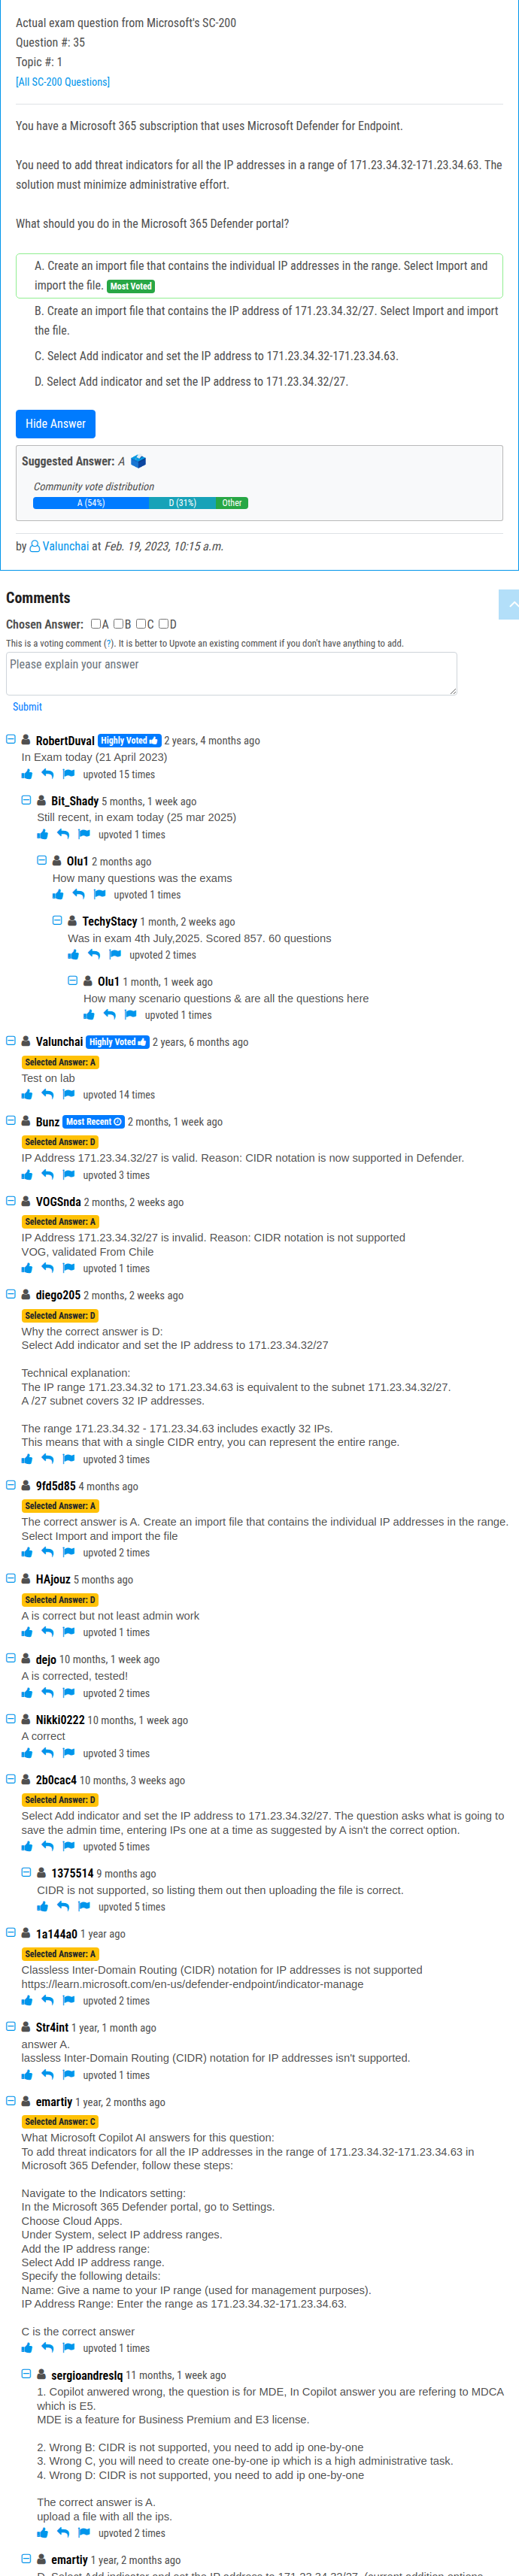 Actual exam question from Microsoft's SC-200
Question #: 35
Topic #: 1
[All SC-200 Questions]
You have a Microsoft 365 subscription that uses Microsoft Defender for Endpoint.
You need to add threat indicators for all the IP addresses in a range of 171.23.34.32-171.23.34.63. The
solution must minimize administrative effort.
What should you do in the Microsoft 365 Defender portal?
A. Create an import file that contains the individual IP addresses in the range. Select Import and
import the file. Most Voted
B. Create an import file that contains the IP address of 171.23.34.32/27. Select Import and import
the file.
C. Select Add indicator and set the IP address to 171.23.34.32-171.23.34.63.
D. Select Add indicator and set the IP address to 171.23.34.32/27.
Hide Answer
Suggested Answer: A
Community vote distribution
A (54%) D (31%) Other
by Valunchai at Feb. 19, 2023, 10:15 a.m.
Comments
Chosen Answer: A B C D
This is a voting comment (?). It is better to Upvote an existing comment if you don't have anything to add.
Please explain your answer
Submit
RobertDuval Highly Voted 2 years, 4 months ago
In Exam today (21 April 2023)
upvoted 15 times
Bit_Shady 5 months, 1 week ago
Still recent, in exam today (25 mar 2025)
upvoted 1 times
Olu1 2 months ago
How many questions was the exams
upvoted 1 times
TechyStacy 1 month, 2 weeks ago
Was in exam 4th July,2025. Scored 857. 60 questions
upvoted 2 times
Olu1 1 month, 1 week ago
How many scenario questions & are all the questions here
upvoted 1 times
Valunchai Highly Voted 2 years, 6 months ago
Selected Answer: A
Test on lab
upvoted 14 times
Bunz Most Recent 2 months, 1 week ago
Selected Answer: D
IP Address 171.23.34.32/27 is valid. Reason: CIDR notation is now supported in Defender.
upvoted 3 times
VOGSnda 2 months, 2 weeks ago
Selected Answer: A
IP Address 171.23.34.32/27 is invalid. Reason: CIDR notation is not supported
VOG, validated From Chile
upvoted 1 times
diego205 2 months, 2 weeks ago
Selected Answer: D
Why the correct answer is D:
Select Add indicator and set the IP address to 171.23.34.32/27
Technical explanation:
The IP range 171.23.34.32 to 171.23.34.63 is equivalent to the subnet 171.23.34.32/27.
A /27 subnet covers 32 IP addresses.
The range 171.23.34.32 - 171.23.34.63 includes exactly 32 IPs.
This means that with a single CIDR entry, you can represent the entire range.
upvoted 3 times
9fd5d85 4 months ago
Selected Answer: A
The correct answer is A. Create an import file that contains the individual IP addresses in the range.
Select Import and import the file
upvoted 2 times
HAjouz 5 months ago
Selected Answer: D
A is correct but not least admin work
upvoted 1 times
dejo 10 months, 1 week ago
A is corrected, tested!
upvoted 2 times
Nikki0222 10 months, 1 week ago
A correct
upvoted 3 times
2b0cac4 10 months, 3 weeks ago
Selected Answer: D
Select Add indicator and set the IP address to 171.23.34.32/27. The question asks what is going to
save the admin time, entering IPs one at a time as suggested by A isn't the correct option.
upvoted 5 times
1375514 9 months ago
CIDR is not supported, so listing them out then uploading the file is correct.
upvoted 5 times
1a144a0 1 year ago
Selected Answer: A
Classless Inter-Domain Routing (CIDR) notation for IP addresses is not supported
https://learn.microsoft.com/en-us/defender-endpoint/indicator-manage
upvoted 2 times
Str4int 1 year, 1 month ago
answer A.
lassless Inter-Domain Routing (CIDR) notation for IP addresses isn't supported.
upvoted 1 times
emartiy 1 year, 2 months ago
Selected Answer: C
What Microsoft Copilot AI answers for this question:
To add threat indicators for all the IP addresses in the range of 171.23.34.32-171.23.34.63 in
Microsoft 365 Defender, follow these steps:
Navigate to the Indicators setting:
In the Microsoft 365 Defender portal, go to Settings.
Choose Cloud Apps.
Under System, select IP address ranges.
Add the IP address range:
Select Add IP address range.
Specify the following details:
Name: Give a name to your IP range (used for management purposes).
IP Address Range: Enter the range as 171.23.34.32-171.23.34.63.
C is the correct answer
upvoted 1 times
sergioandreslq 11 months, 1 week ago
1. Copilot anwered wrong, the question is for MDE, In Copilot answer you are refering to MDCA
which is E5.
MDE is a feature for Business Premium and E3 license.
2. Wrong B: CIDR is not supported, you need to add ip one-by-one
3. Wrong C, you will need to create one-by-one ip which is a high administrative task.
4. Wrong D: CIDR is not supported, you need to add ip one-by-one
The correct answer is A.
upload a file with all the ips.
upvoted 2 times
emartiy 1 year, 2 months ago